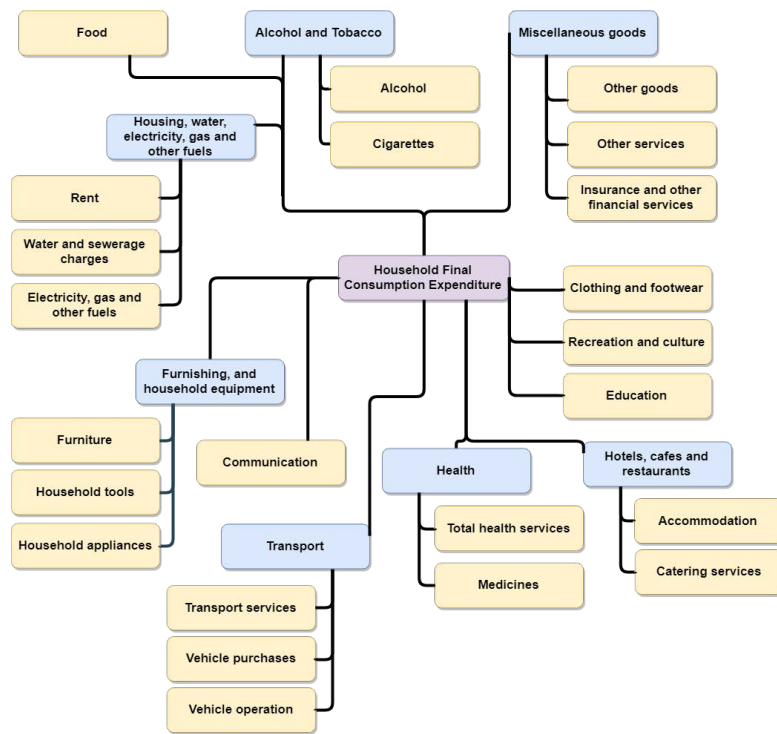 Food
Alcohol and Tobacco
Miscellaneous goods
Alcohol
Cigarettes
Other goods
Other services
Insurance and other
financial services
Housing, water,
electricity, gas and
other fuels
Rent
Water and sewerage
charges
Electricity, gas and
other fuels
Household Final
Consumption Expenditure
Clothing and footwear
Recreation and culture
Education
Furnishing, and
household equipment
Furniture
Household tools
Household appliances
Communication
Health
Total health services
Medicines
Hotels, cafes and
restaurants
Accommodation
Catering services
Transport
Transport services
Vehicle purchases
Vehicle operation